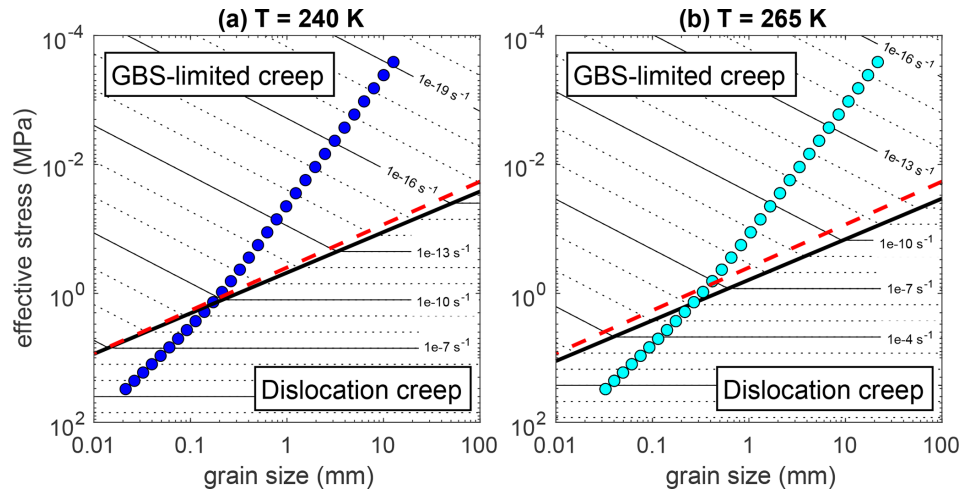 (a) T = 240 K
(b) T = 265 K
effective stress (MPa)
10⁻⁴
10⁻²
10⁰
10²
GBS-limited creep
1e-19 s⁻¹
1e-16 s⁻¹
1e-13 s⁻¹
1e-10 s⁻¹
1e-7 s⁻¹
Dislocation creep
0.01 0.1 1 10 100
grain size (mm)
10⁻⁴
10⁻²
10⁰
10²
GBS-limited creep
1e-16 s⁻¹
1e-13 s⁻¹
1e-10 s⁻¹
1e-7 s⁻¹
1e-4 s⁻¹
Dislocation creep
0.01 0.1 1 10 100
grain size (mm)